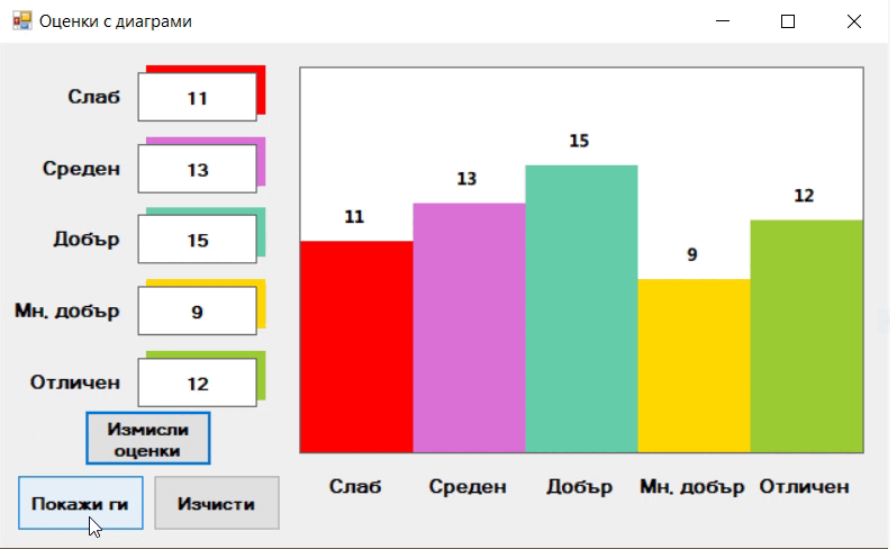 Оценки с диаграми
Слаб 11
Среден 13
Добър 15
Мн. добър 9
Отличен 12
Измисли
оценки
Покажи ги
Изчисти
11 13 15 9 12
Слаб Среден Добър Мн. добър Отличен